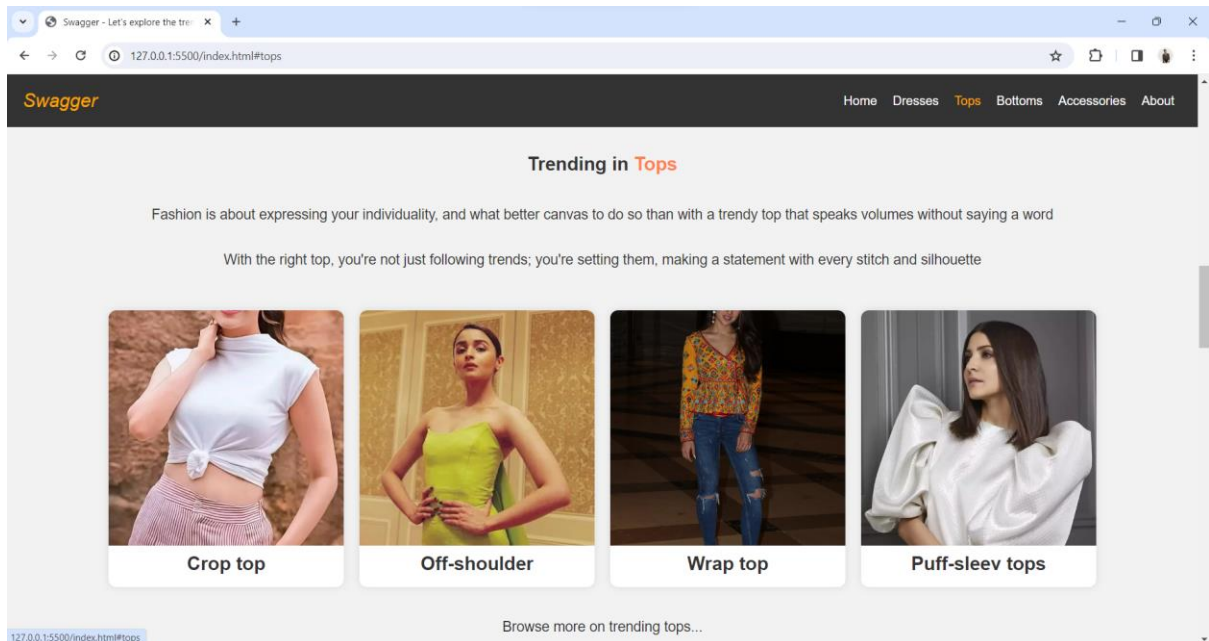 Swagger - Let's explore the tre
127.0.0.1:5500/index.html#tops
Swagger
Home Dresses Tops Bottoms Accessories About
Trending in Tops
Fashion is about expressing your individuality, and what better canvas to do so than with a trendy top that speaks volumes without saying a word
With the right top, you're not just following trends; you're setting them, making a statement with every stitch and silhouette
Crop top Off-shoulder Wrap top Puff-sleev tops
Browse more on trending tops...
127.0.0.1:5500/index.html#tops